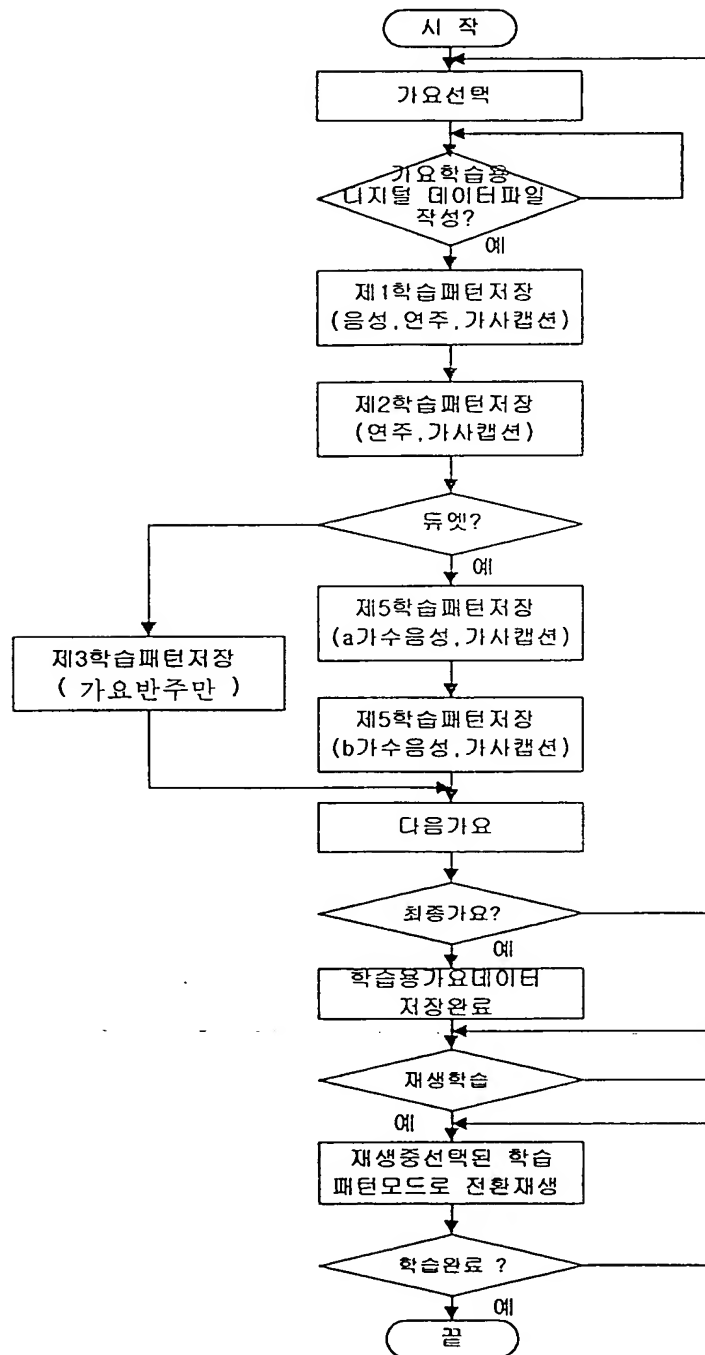 시 작
가요선택
가요학습용
디지털 데이터파일
작성?
예
제1학습패턴저장
(음성,연주,가사캡션)
제2학습패턴저장
(연주,가사캡션)
듀엣?
예
제5학습패턴저장
(a가수음성,가사캡션)
제3학습패턴저장
( 가요반주만 )
제5학습패턴저장
(b가수음성,가사캡션)
다음가요
최종가요?
예
학습용가요데이터
저장완료
재생학습
예
재생중선택된 학습
패턴모드로 전환재생
학습완료 ?
예
끝